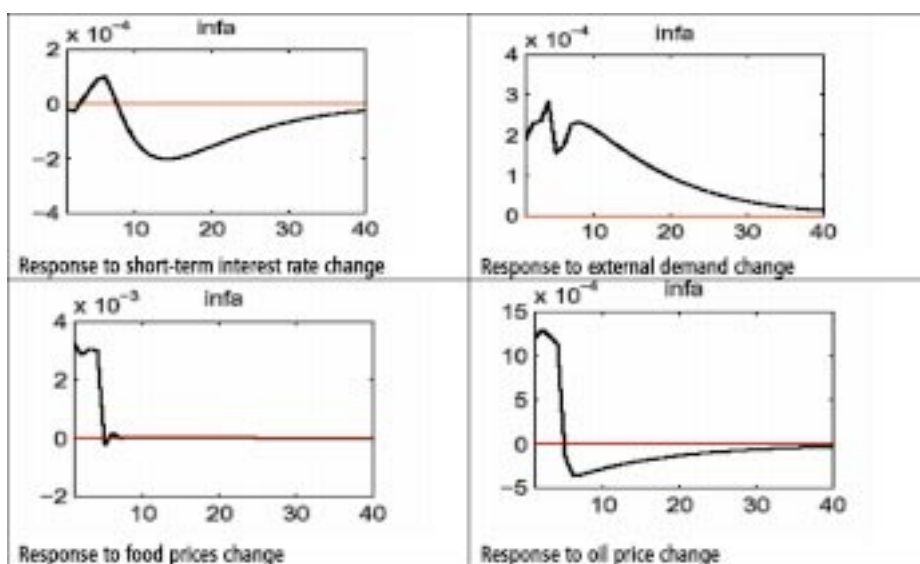 × 10⁻⁴
infa
2
0
−2
−4
10 20 30 40
Response to short-term interest rate change
× 10⁻⁴
infa
4
3
2
1
0
10 20 30 40
Response to external demand change
× 10⁻³
infa
4
2
0
−2
10 20 30 40
Response to food prices change
× 10⁻⁴
infa
15
10
5
0
−5
10 20 30 40
Response to oil price change